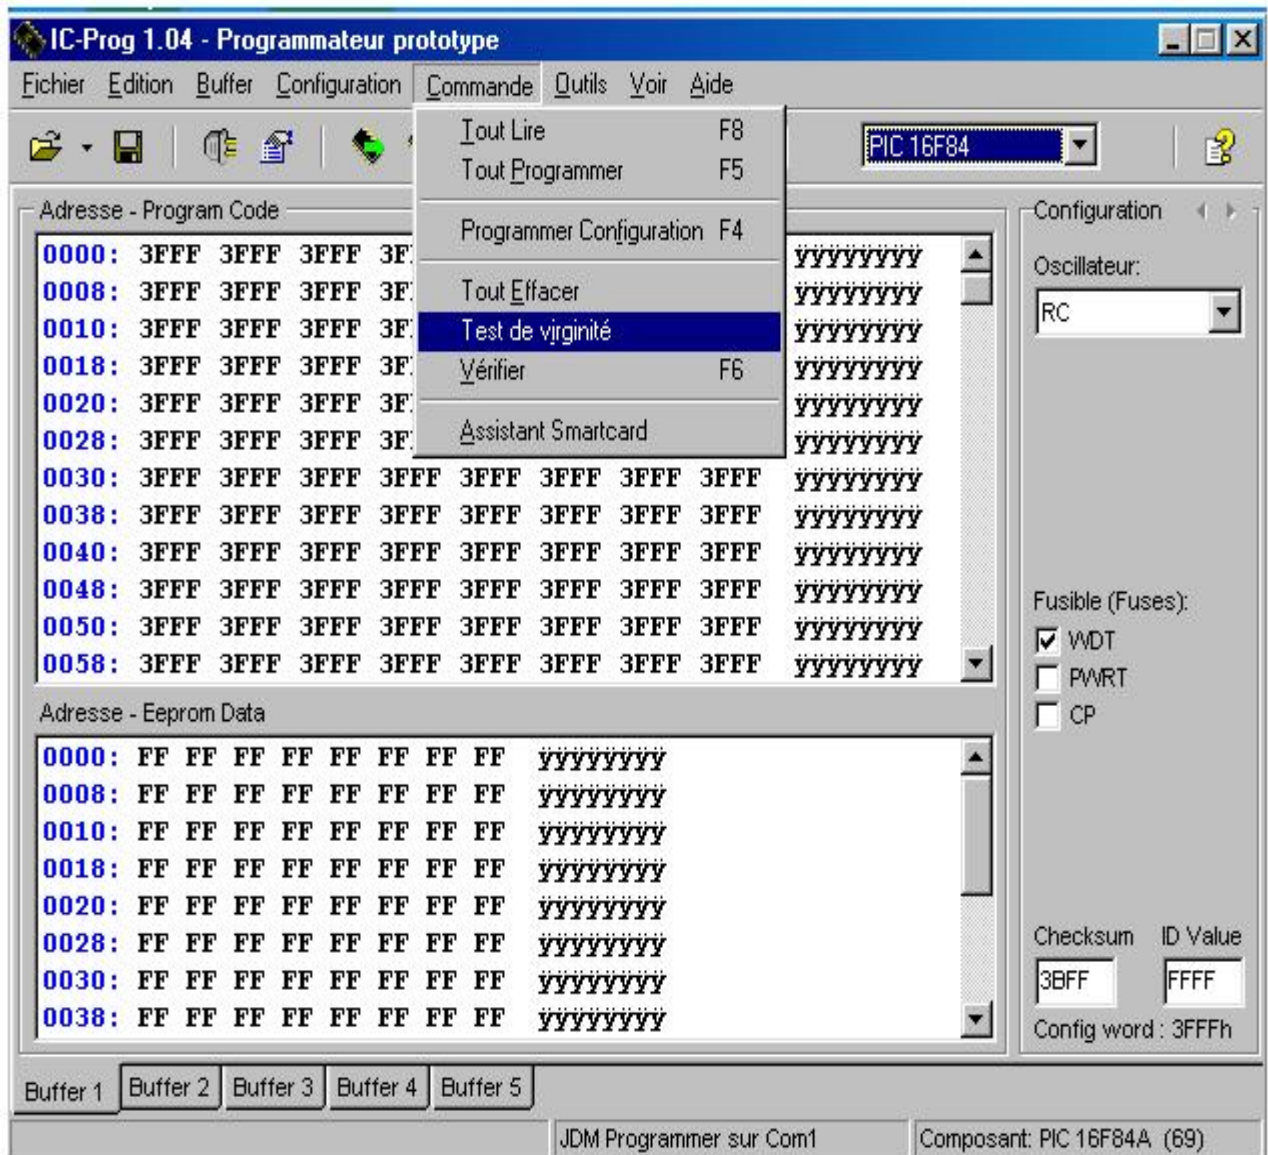 IC-Prog 1.04 - Programmateur prototype
Fichier Edition Buffer Configuration Commande Outils Voir Aide
Tout Lire F8
Tout Programmer F5
Programmer Configuration F4
Tout Effacer
Test de virginité
Vérifier F6
Assistant Smartcard
PIC 16F84
Adresse - Program Code
0000: 3FFF 3FFF 3FFF 3F ÿÿÿÿÿÿÿÿ
0008: 3FFF 3FFF 3FFF 3F ÿÿÿÿÿÿÿÿ
0010: 3FFF 3FFF 3FFF 3F ÿÿÿÿÿÿÿÿ
0018: 3FFF 3FFF 3FFF 3F ÿÿÿÿÿÿÿÿ
0020: 3FFF 3FFF 3FFF 3F ÿÿÿÿÿÿÿÿ
0028: 3FFF 3FFF 3FFF 3F ÿÿÿÿÿÿÿÿ
0030: 3FFF 3FFF 3FFF 3FFF 3FFF 3FFF 3FFF 3FFF ÿÿÿÿÿÿÿÿ
0038: 3FFF 3FFF 3FFF 3FFF 3FFF 3FFF 3FFF 3FFF ÿÿÿÿÿÿÿÿ
0040: 3FFF 3FFF 3FFF 3FFF 3FFF 3FFF 3FFF 3FFF ÿÿÿÿÿÿÿÿ
0048: 3FFF 3FFF 3FFF 3FFF 3FFF 3FFF 3FFF 3FFF ÿÿÿÿÿÿÿÿ
0050: 3FFF 3FFF 3FFF 3FFF 3FFF 3FFF 3FFF 3FFF ÿÿÿÿÿÿÿÿ
0058: 3FFF 3FFF 3FFF 3FFF 3FFF 3FFF 3FFF 3FFF ÿÿÿÿÿÿÿÿ
Adresse - Eeprom Data
0000: FF FF FF FF FF FF FF FF ÿÿÿÿÿÿÿÿ
0008: FF FF FF FF FF FF FF FF ÿÿÿÿÿÿÿÿ
0010: FF FF FF FF FF FF FF FF ÿÿÿÿÿÿÿÿ
0018: FF FF FF FF FF FF FF FF ÿÿÿÿÿÿÿÿ
0020: FF FF FF FF FF FF FF FF ÿÿÿÿÿÿÿÿ
0028: FF FF FF FF FF FF FF FF ÿÿÿÿÿÿÿÿ
0030: FF FF FF FF FF FF FF FF ÿÿÿÿÿÿÿÿ
0038: FF FF FF FF FF FF FF FF ÿÿÿÿÿÿÿÿ
Configuration
Oscillateur:
RC
Fusible (Fuses):
WDT
PWRT
CP
Checksum ID Value
3BFF FFFF
Config word : 3FFFh
Buffer 1 Buffer 2 Buffer 3 Buffer 4 Buffer 5
JDM Programmer sur Com1 Composant: PIC 16F84A (69)